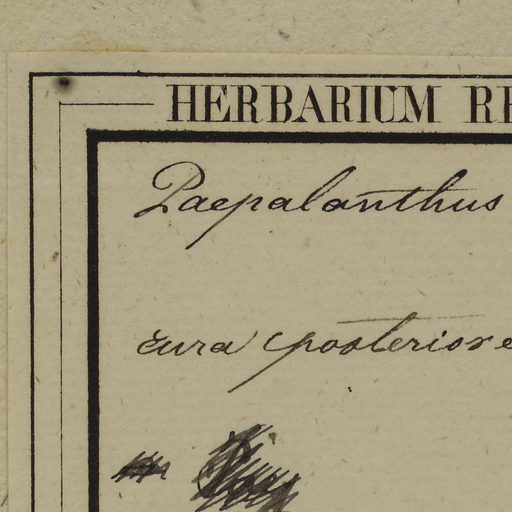 HERBARIUM RE
Paepalanthus
cura posteriore